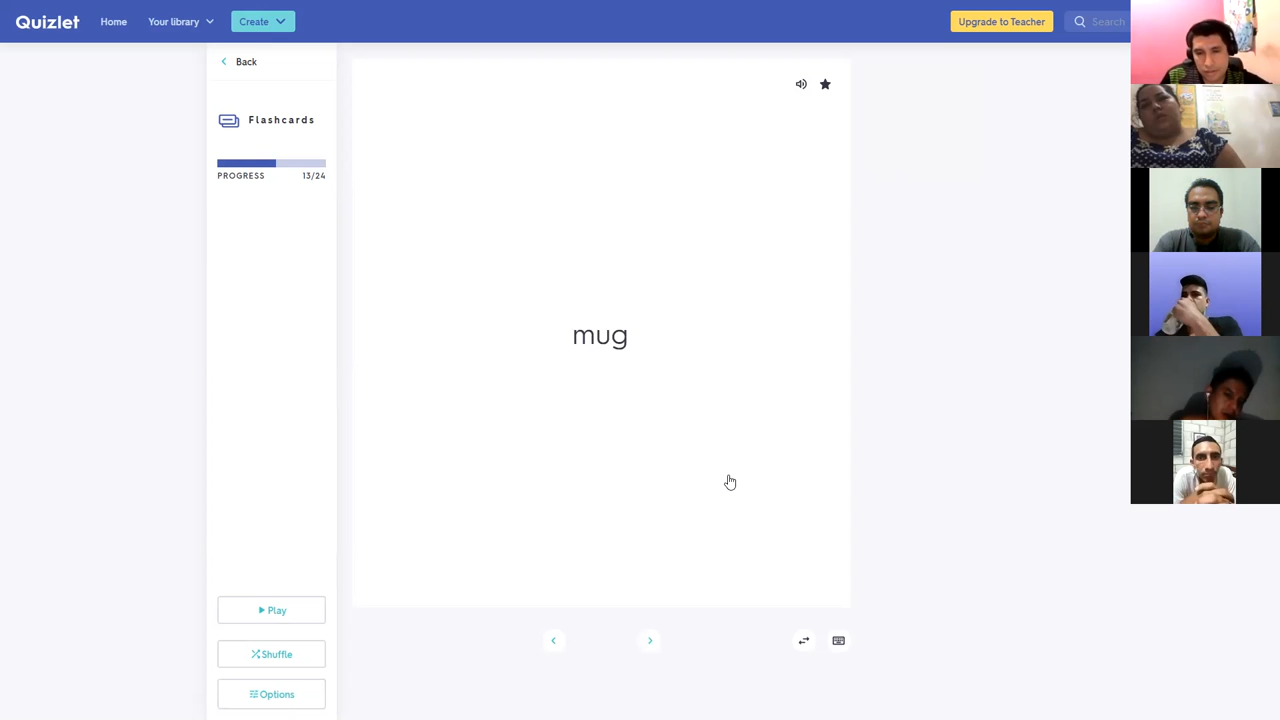 Quizlet Home Your library Create Upgrade to Teacher Search
Back
Flashcards
PROGRESS 13/24
mug
Play
Shuffle
Options